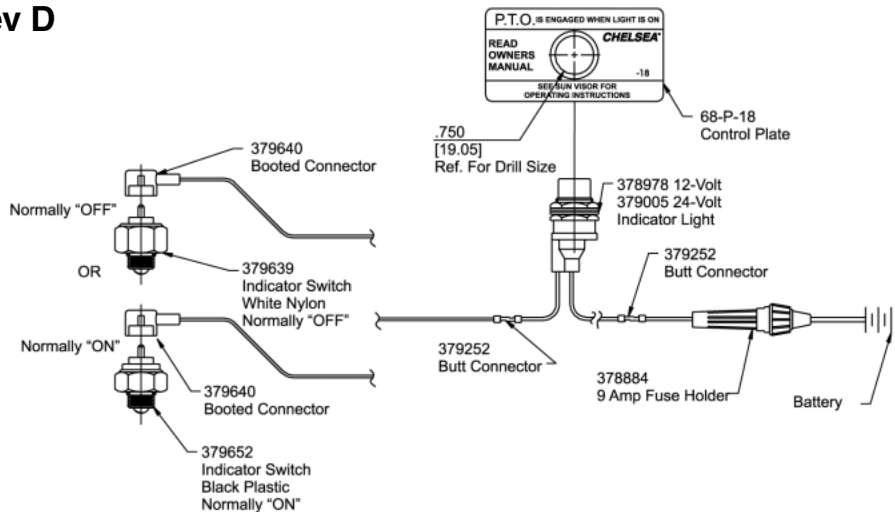 ev D
P.T.O. IS ENGAGED WHEN LIGHT IS ON
READ
OWNERS
MANUAL
CHELSEA
-18
SEE SUN VISOR FOR
OPERATING INSTRUCTIONS
68-P-18
Control Plate
.750
[19.05]
Ref. For Drill Size
379640
Booted Connector
Normally "OFF"
378978 12-Volt
379005 24-Volt
Indicator Light
OR
379639
Indicator Switch
White Nylon
Normally "OFF"
379252
Butt Connector
Normally "ON"
379252
Butt Connector
379640
Booted Connector
378884
9 Amp Fuse Holder
Battery
379652
Indicator Switch
Black Plastic
Normally "ON"